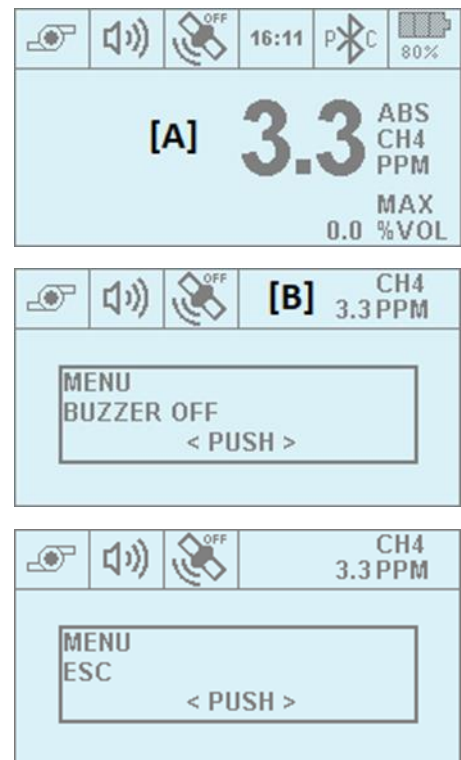 OFF 16:11 P C 80%
[A] 3.3 ABS
CH4
PPM
MAX
0.0 %VOL
OFF [B] CH4
3.3 PPM
MENU
BUZZER OFF
< PUSH >
OFF CH4
3.3 PPM
MENU
ESC
< PUSH >